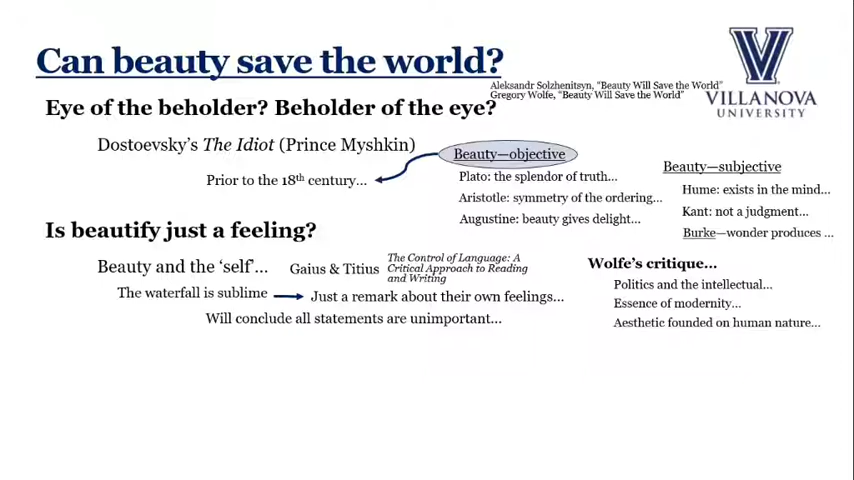 Can beauty save the world?
Aleksandr Solzhenitsyn, "Beauty Will Save the World"
Gregory Wolfe, "Beauty Will Save the World"
VILLANOVA
UNIVERSITY
Eye of the beholder? Beholder of the eye?
Dostoevsky's The Idiot (Prince Myshkin)
Prior to the 18th century...
Beauty—objective
Plato: the splendor of truth...
Aristotle: symmetry of the ordering...
Augustine: beauty gives delight...
Beauty—subjective
Hume: exists in the mind...
Kant: not a judgment...
Burke—wonder produces ...
Is beautify just a feeling?
Beauty and the 'self'...
Gaius & Titius
The Control of Language: A
Critical Approach to Reading
and Writing
The waterfall is sublime
Just a remark about their own feelings...
Will conclude all statements are unimportant...
Wolfe's critique...
Politics and the intellectual...
Essence of modernity...
Aesthetic founded on human nature...